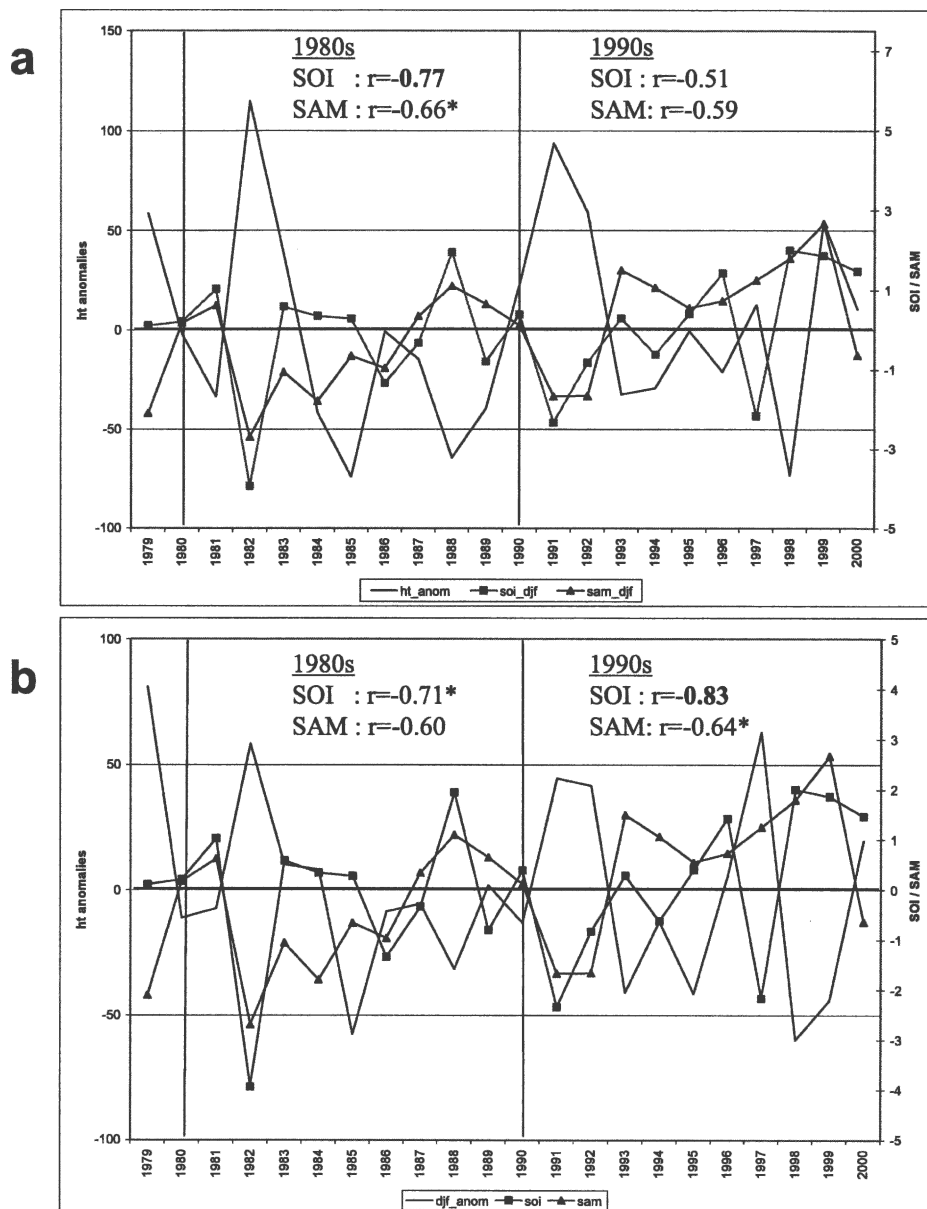 a
150
100
50
0
-50
-100
ht anomalies
1980s
SOI : r=-0.77
SAM : r=-0.66*
1990s
SOI : r=-0.51
SAM: r=-0.59
7
5
3
1
-1
-3
-5
SOI / SAM
1979 1980 1981 1982 1983 1984 1985 1986 1987 1988 1989 1990 1991 1992 1993 1994 1995 1996 1997 1998 1999 2000
ht_anom soi_djf sam_djf
b
100
50
0
-50
-100
ht anomalies
1980s
SOI : r=-0.71*
SAM : r=-0.60
1990s
SOI : r=-0.83
SAM: r=-0.64*
5
4
3
2
1
0
-1
-2
-3
-4
-5
SOI / SAM
1979 1980 1981 1982 1983 1984 1985 1986 1987 1988 1989 1990 1991 1992 1993 1994 1995 1996 1997 1998 1999 2000
djf_anom soi sam